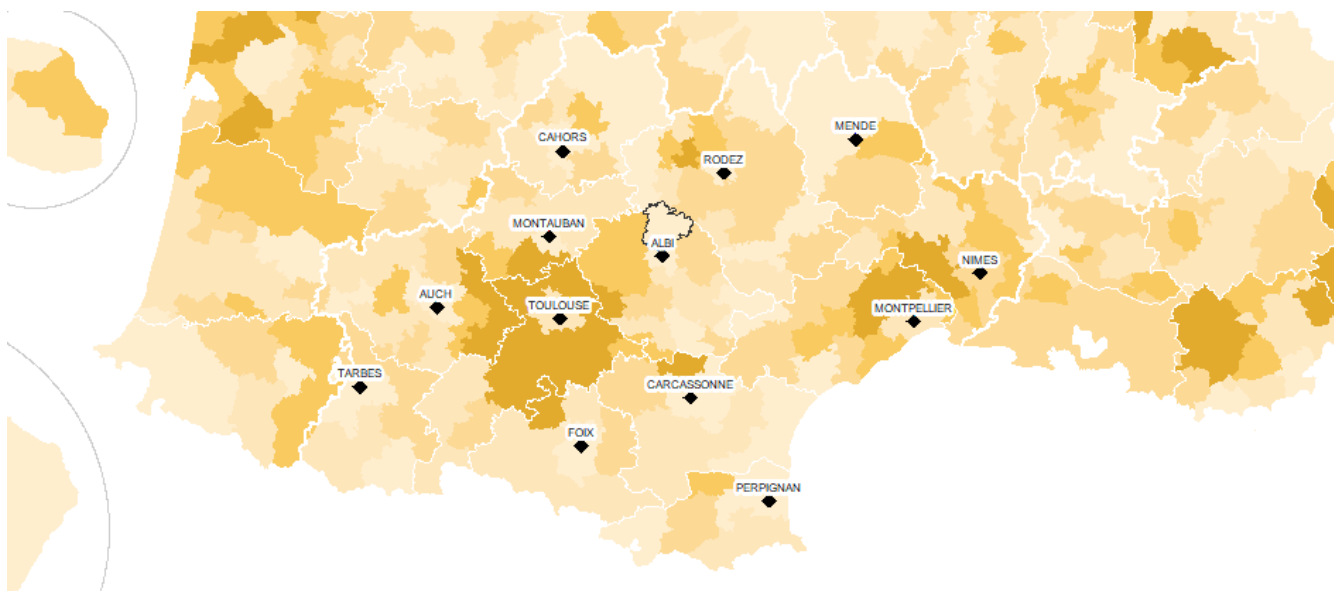 MENDE
CAHORS
RODEZ
MONTAUBAN
ALBI
NIMES
AUCH
TOULOUSE
MONTPELLIER
TARBES
CARCASSONNE
FOIX
PERPIGNAN